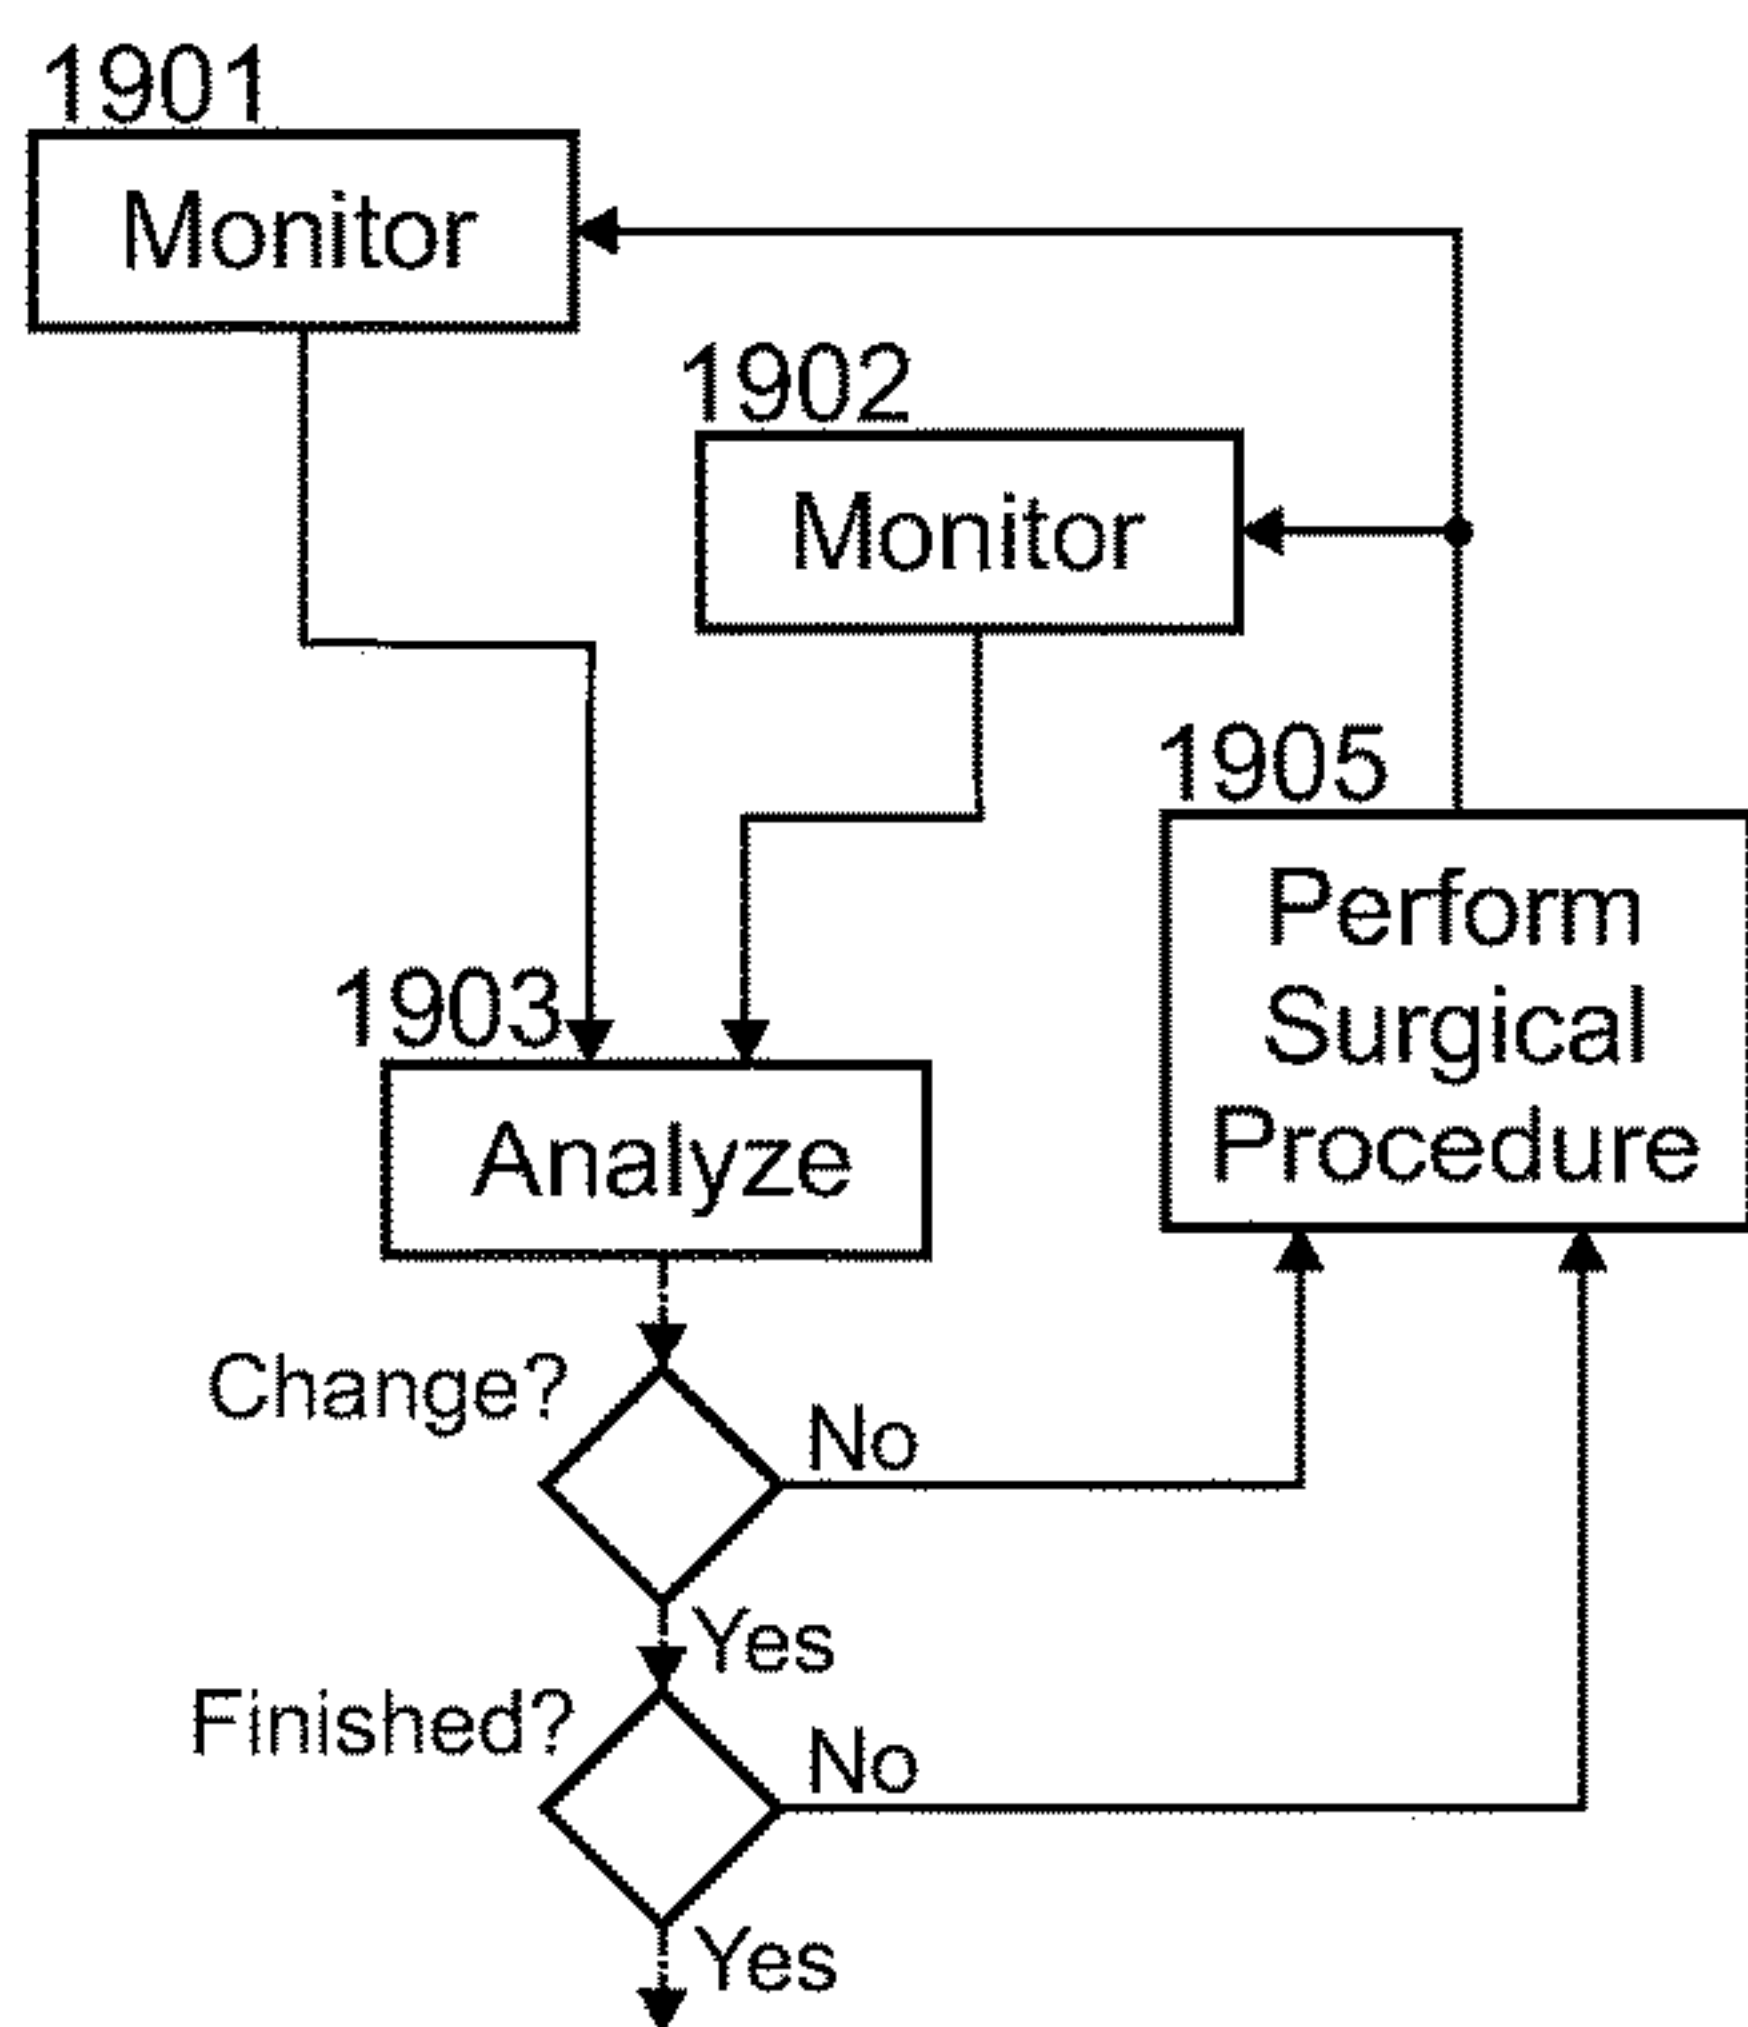 1901
Monitor
1902
Monitor
1905
Perform
Surgical
Procedure
1903
Analyze
Change?
No
Yes
Finished?
No
Yes